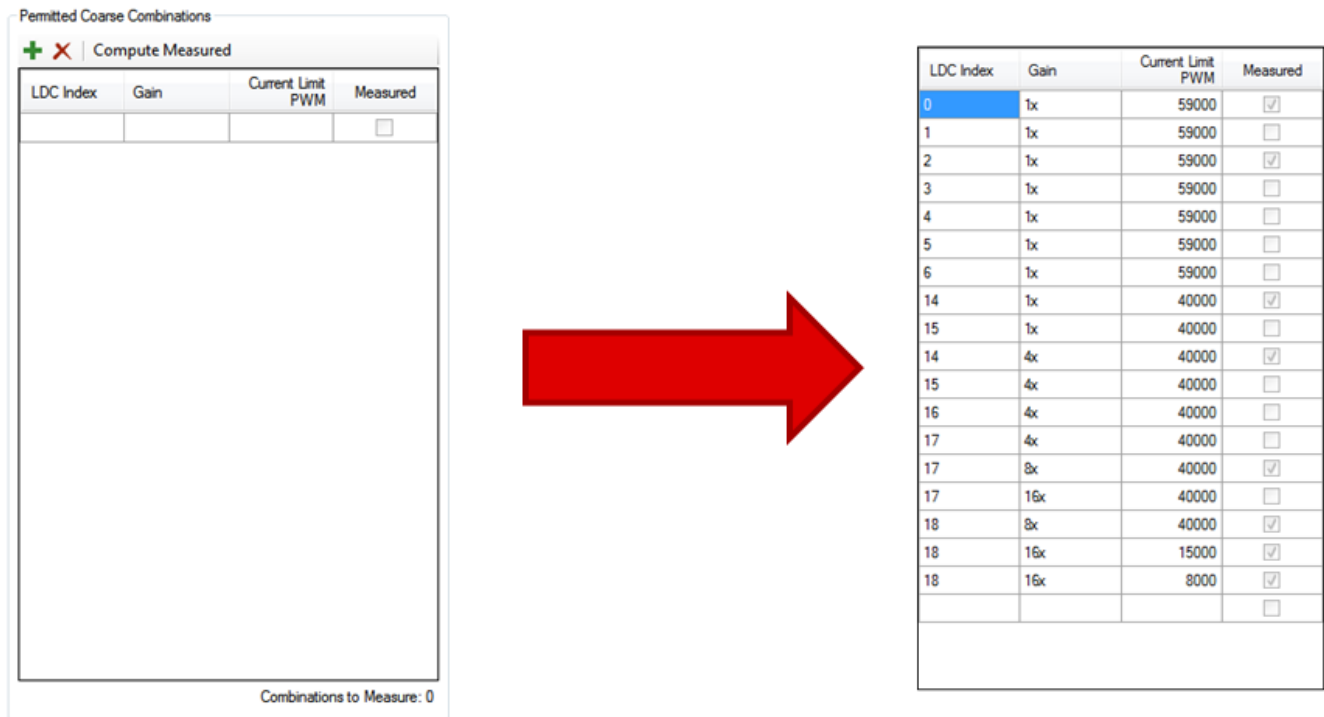 Permitted Coarse Combinations
Compute Measured
LDC Index Gain Current Limit PWM Measured
Combinations to Measure: 0
LDC Index Gain Current Limit PWM Measured
0 1x 59000
1 1x 59000
2 1x 59000
3 1x 59000
4 1x 59000
5 1x 59000
6 1x 59000
14 1x 40000
15 1x 40000
14 4x 40000
15 4x 40000
16 4x 40000
17 4x 40000
17 8x 40000
17 16x 40000
18 8x 40000
18 16x 15000
18 16x 8000